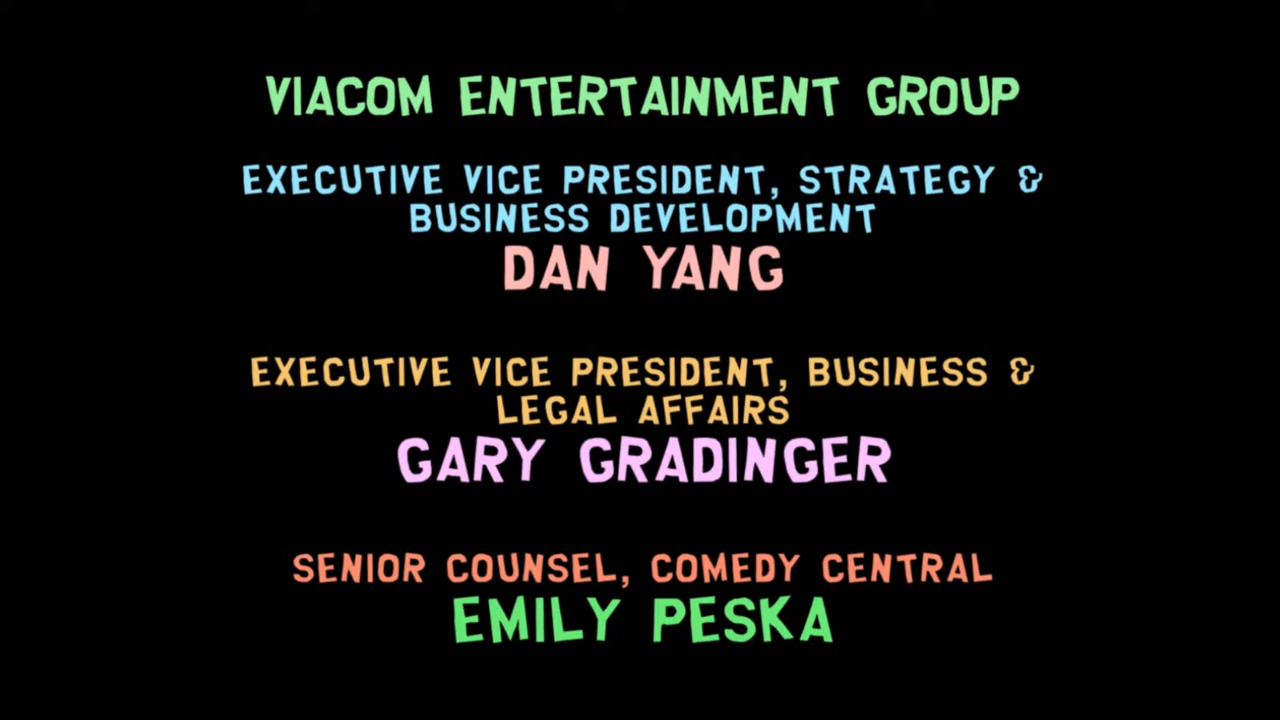 VIACOM ENTERTAINMENT GROUP
EXECUTIVE VICE PRESIDENT, STRATEGY &
BUSINESS DEVELOPMENT
DAN YANG
EXECUTIVE VICE PRESIDENT, BUSINESS &
LEGAL AFFAIRS
GARY GRADINGER
SENIOR COUNSEL, COMEDY CENTRAL
EMILY PESKA